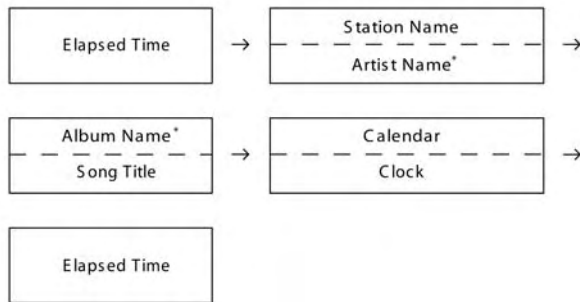 Elapsed Time → Station Name
Artist Name* →
Album Name*
Song Title → Calendar
Clock →
Elapsed Time